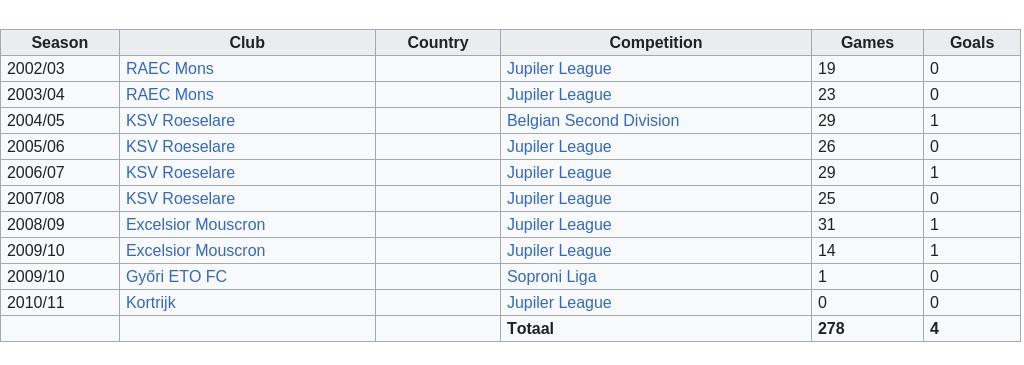 Season Club Country Competition Games Goals
2002/03 RAEC Mons Jupiler League 19 0
2003/04 RAEC Mons Jupiler League 23 0
2004/05 KSV Roeselare Belgian Second Division 29 1
2005/06 KSV Roeselare Jupiler League 26 0
2006/07 KSV Roeselare Jupiler League 29 1
2007/08 KSV Roeselare Jupiler League 25 0
2008/09 Excelsior Mouscron Jupiler League 31 1
2009/10 Excelsior Mouscron Jupiler League 14 1
2009/10 Győri ETO FC Soproni Liga 1 0
2010/11 Kortrijk Jupiler League 0 0
Totaal 278 4